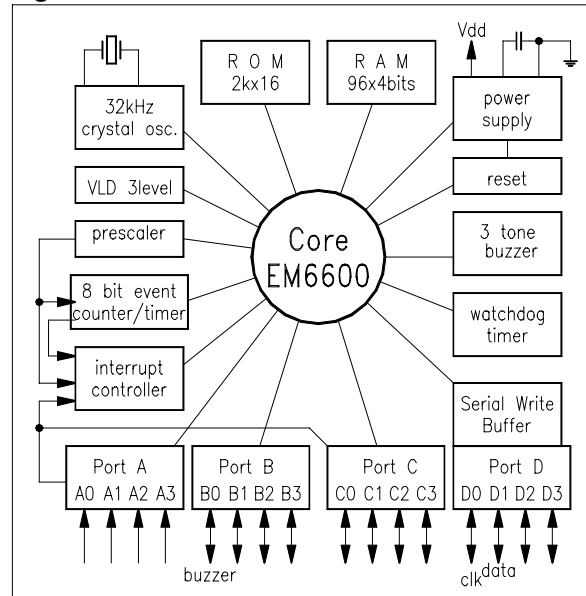 Vdd
R O M
2kx16
R A M
96x4bits
32kHz
crystal osc.
power
supply
VLD 3level
reset
prescaler
Core
EM6600
3 tone
buzzer
8 bit event
counter/timer
watchdog
timer
interrupt
controller
Serial Write
Buffer
Port A
A0 A1 A2 A3
Port B
B0 B1 B2 B3
Port C
C0 C1 C2 C3
Port D
D0 D1 D2 D3
buzzer
clk
data